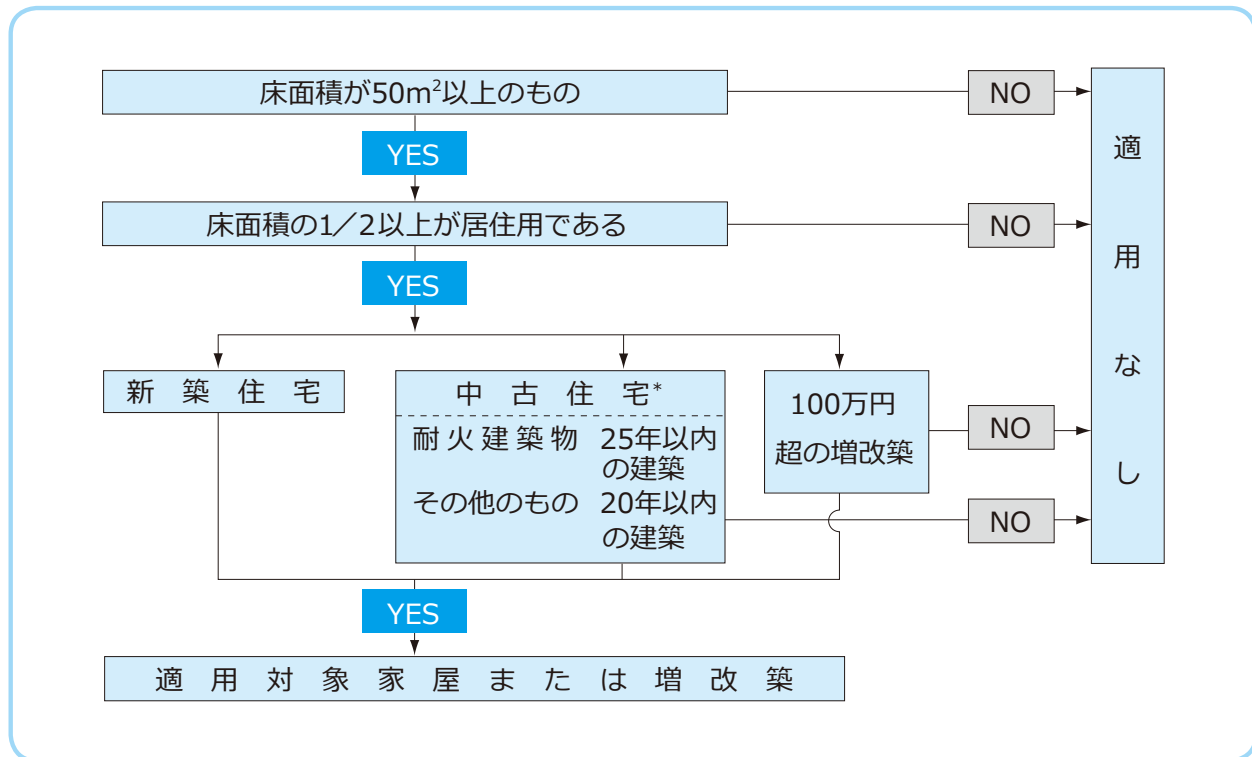 床面積が50m²以上のもの
NO
YES
床面積の1／2以上が居住用である
NO
YES
新築住宅
中古住宅*
耐火建築物 25年以内
の建築
その他のもの 20年以内
の建築
100万円
超の増改築
NO
NO
適用なし
YES
適用対象家屋または増改築